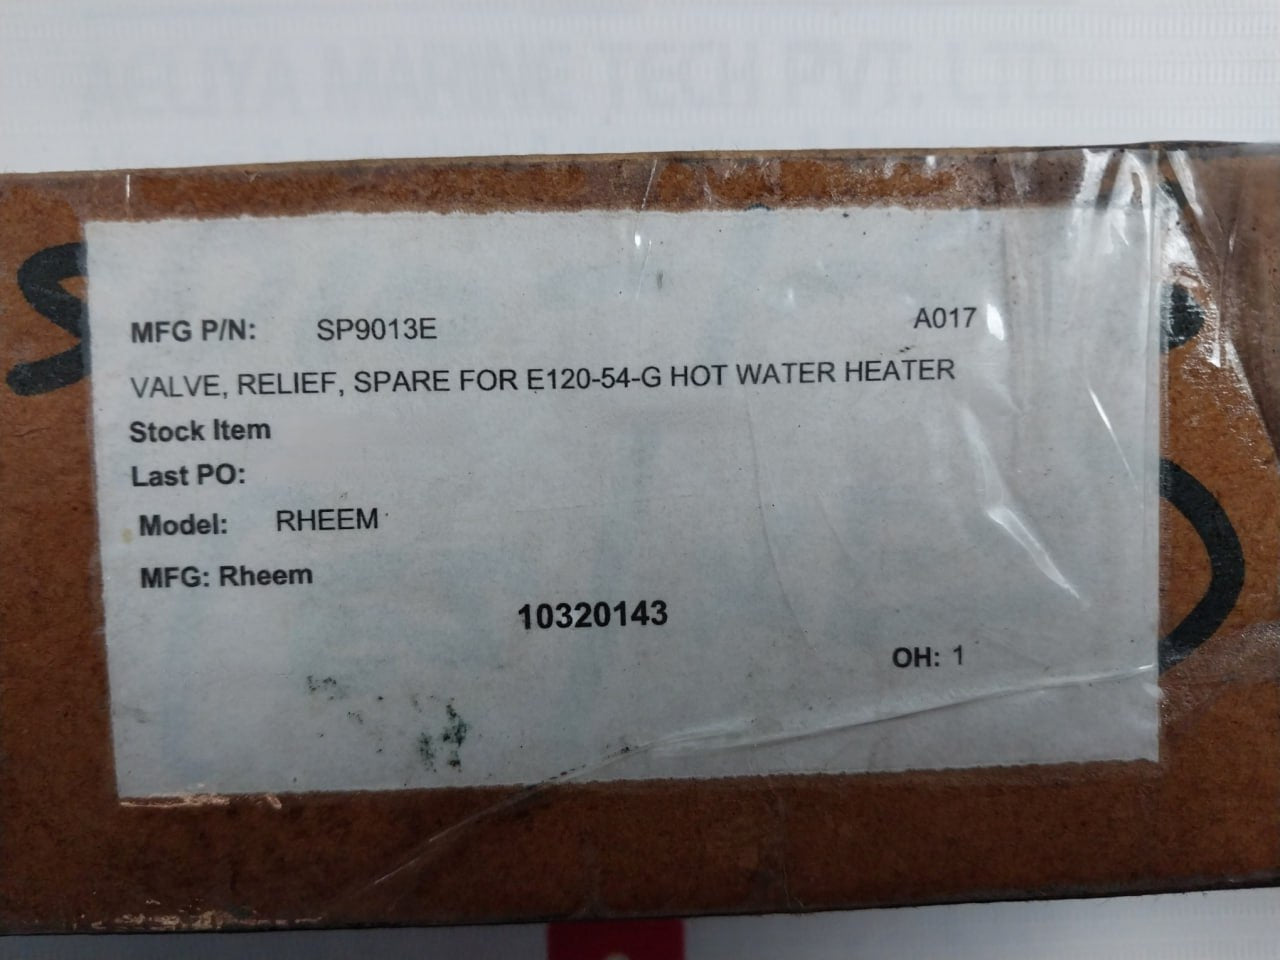 MFG P/N: SP9013E A017
VALVE, RELIEF, SPARE FOR E120-54-G HOT WATER HEATER
Stock Item
Last PO:
Model: RHEEM
MFG: Rheem
10320143
OH: 1